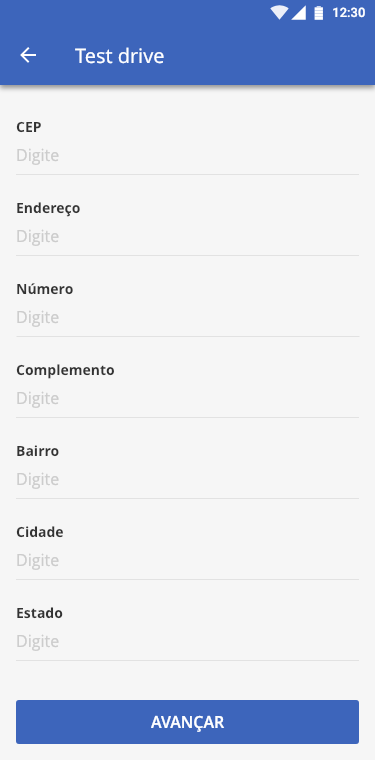 12:30
Test drive
CEP
Digite
Endereço
Digite
Número
Digite
Complemento
Digite
Bairro
Digite
Cidade
Digite
Estado
Digite
AVANÇAR